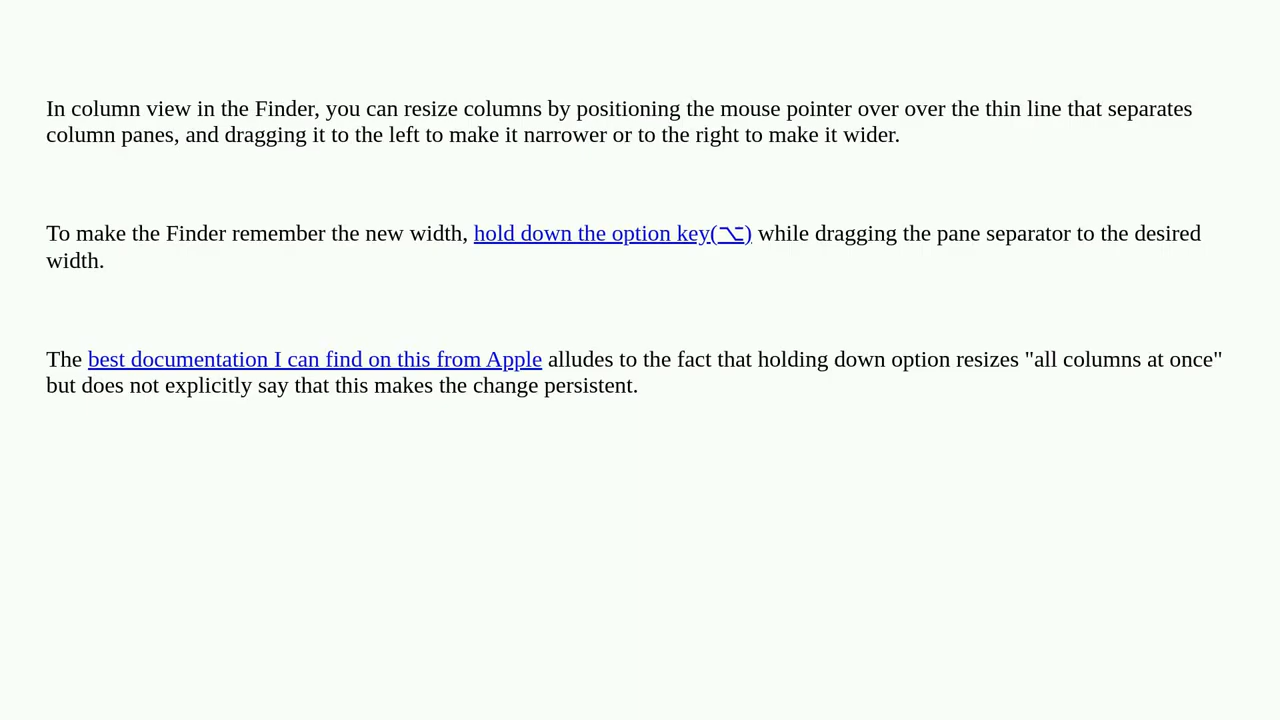 In column view in the Finder, you can resize columns by positioning the mouse pointer over over the thin line that separates
column panes, and dragging it to the left to make it narrower or to the right to make it wider.
To make the Finder remember the new width, hold down the option key(⌥) while dragging the pane separator to the desired
width.
The best documentation I can find on this from Apple alludes to the fact that holding down option resizes "all columns at once"
but does not explicitly say that this makes the change persistent.